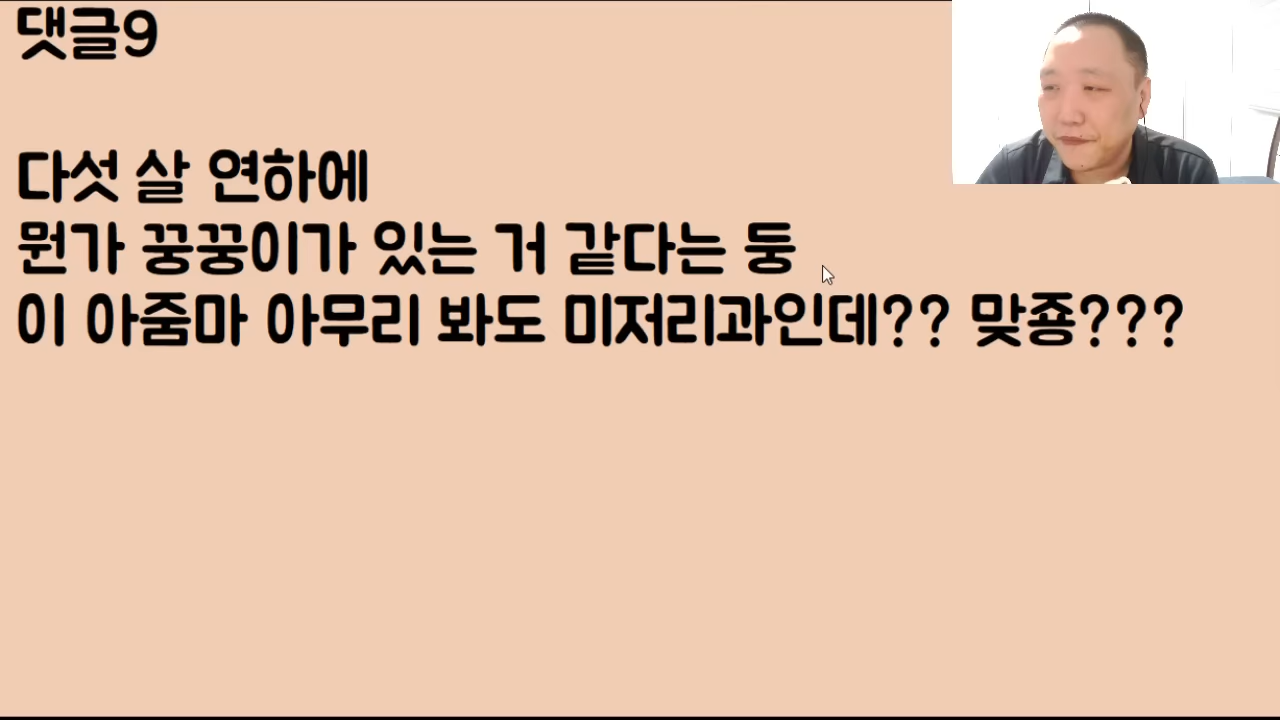 댓글9
다섯 살 연하에
뭔가 꿍꿍이가 있는 거 같다는 둥
이 아줌마 아무리 봐도 미저리과인데?? 맞죵???